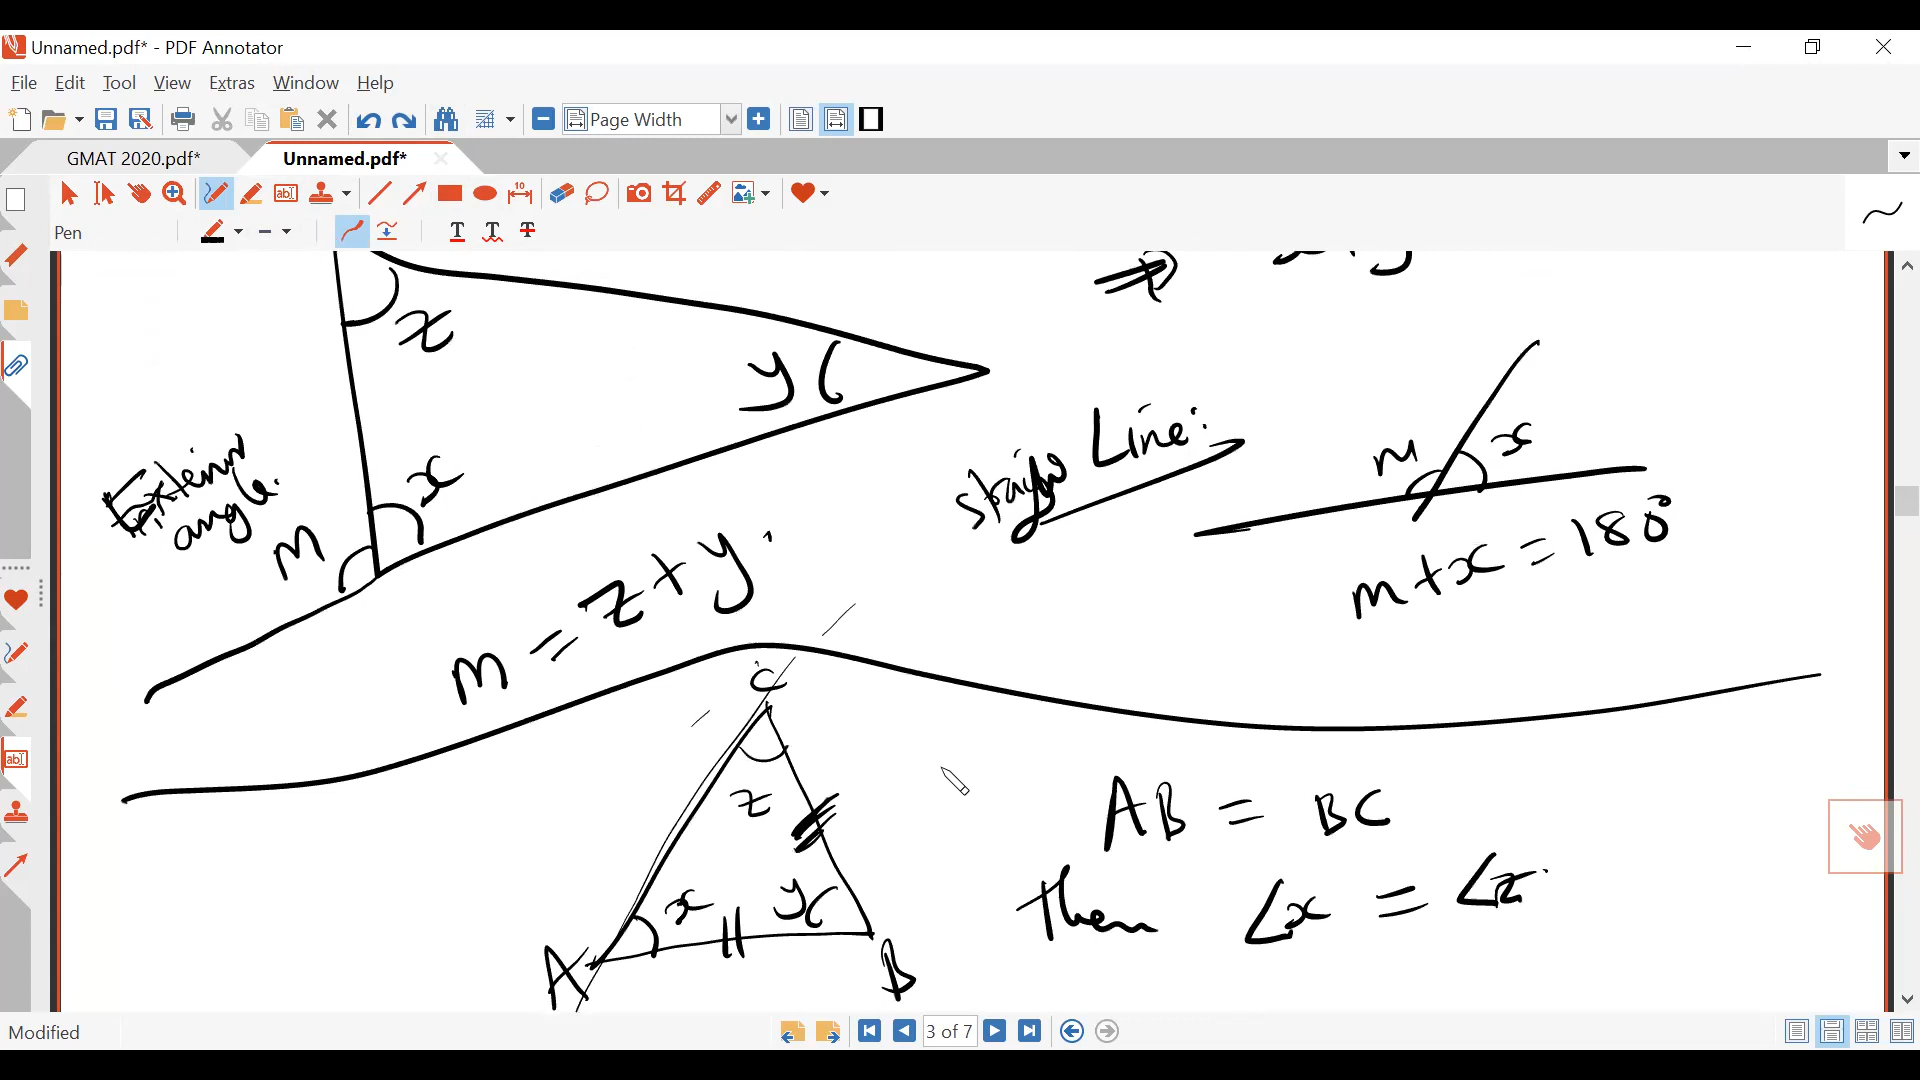 Unnamed.pdf* - PDF Annotator
File Edit Tool View Extras Window Help
Page Width
GMAT 2020.pdf* Unnamed.pdf*
Pen
z
y
Exterior
angle.
x
m
m = z + y.
Straight Line:
m x
m + x = 180°
C
z
x y
A B
AB = BC
then ∠x = ∠z.
Modified
3 of 7